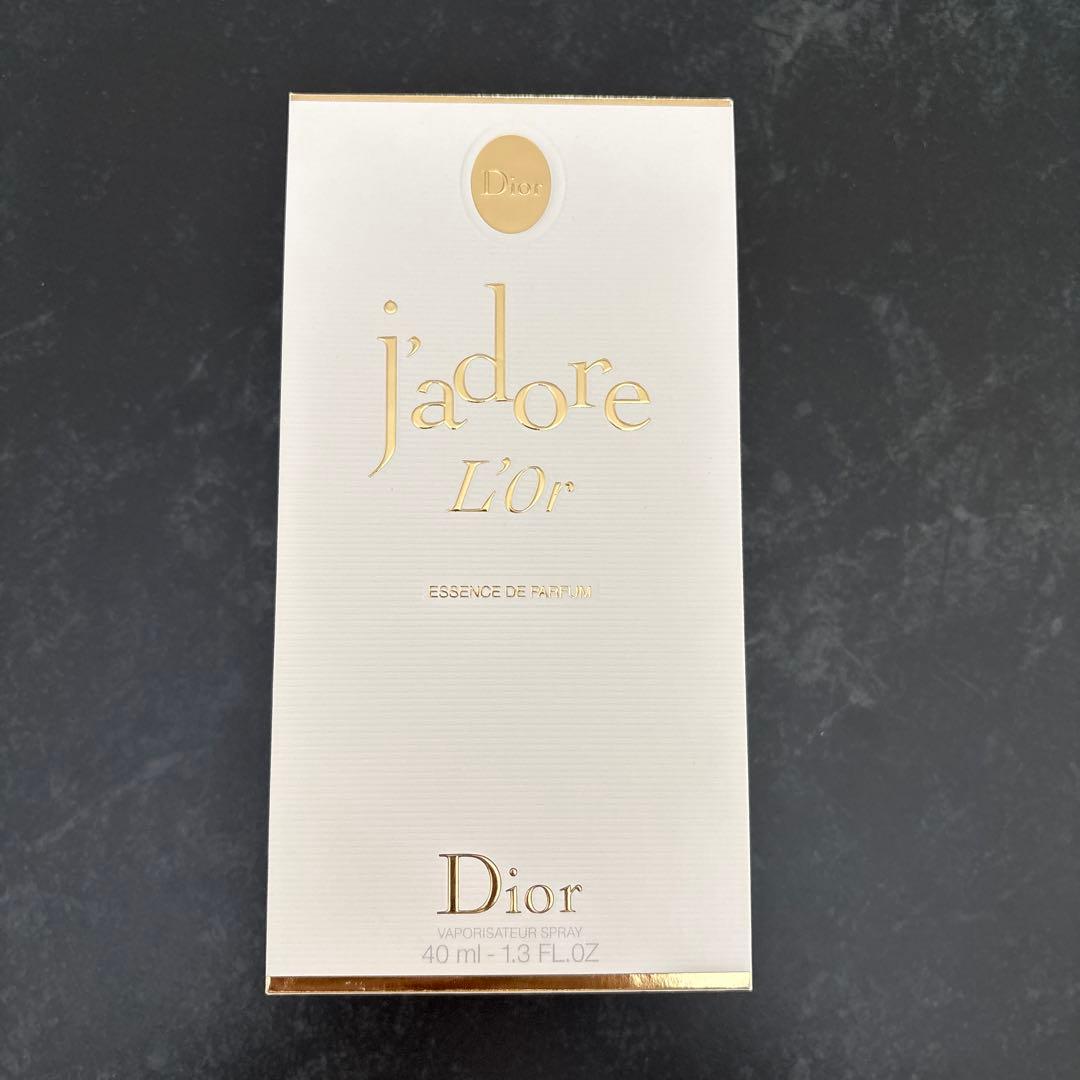 Dior
j'adore
L'Or
ESSENCE DE PARFUM
Dior
VAPORISATEUR SPRAY
40 ml - 1.3 FL.OZ